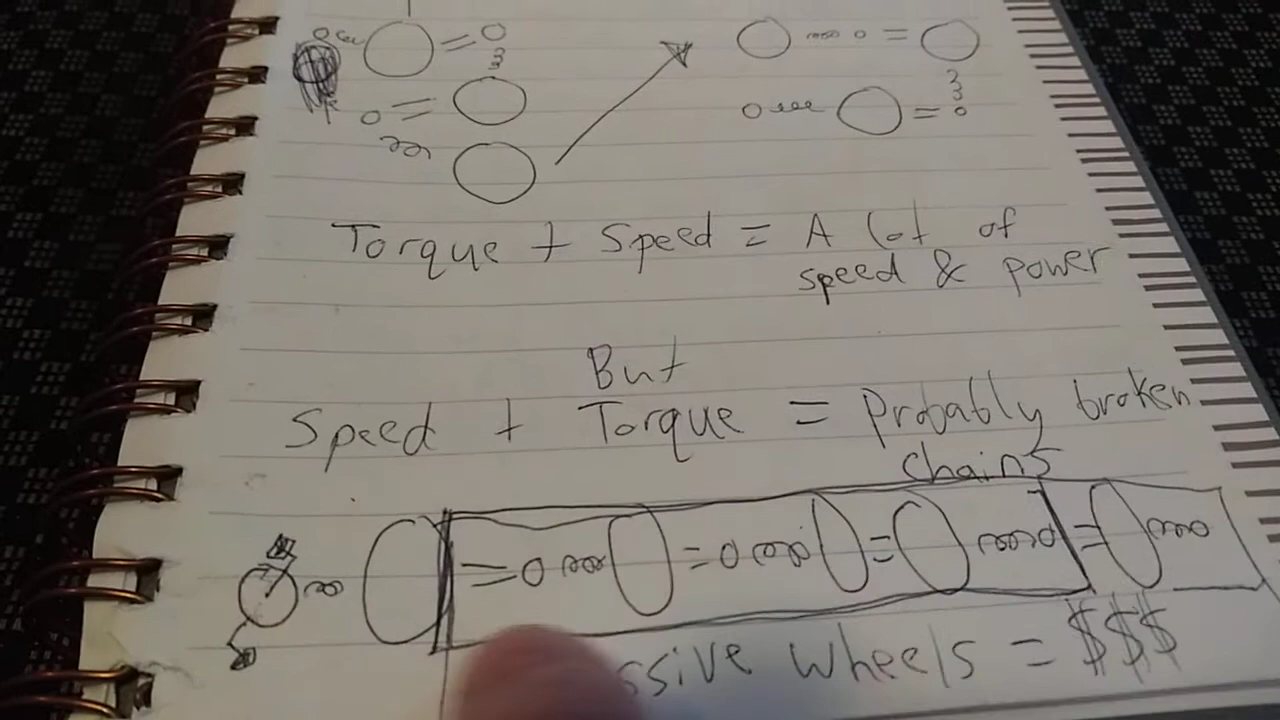 Torque + Speed = A lot of
speed & power
But
Speed + Torque = Probably broken
chains
wheels = $$$